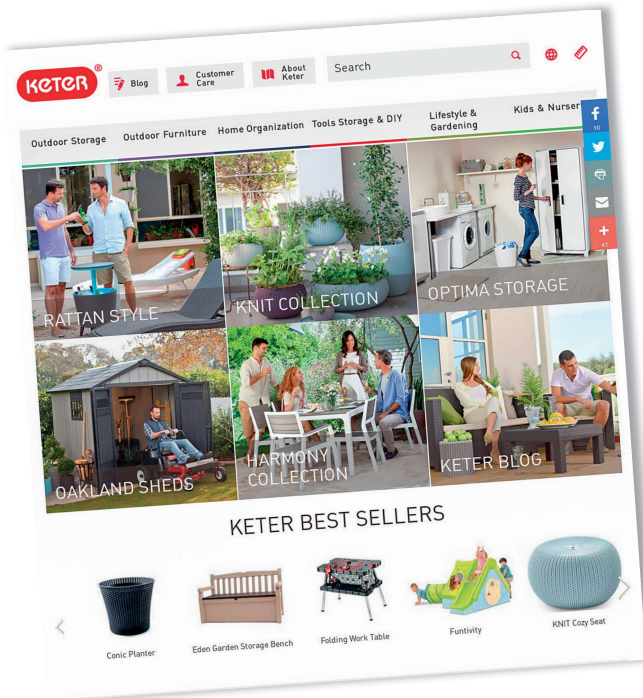 KETER®
Blog
Customer
Care
About
Keter
Search
Outdoor Storage
Outdoor Furniture
Home Organization
Tools Storage & DIY
Lifestyle &
Gardening
Kids & Nurser
f
10
47
RATTAN STYLE
KNIT COLLECTION
OPTIMA STORAGE
OAKLAND SHEDS
HARMONY
COLLECTION
KETER BLOG
KETER BEST SELLERS
Conic Planter
Eden Garden Storage Bench
Folding Work Table
Funtivity
KNIT Cozy Seat